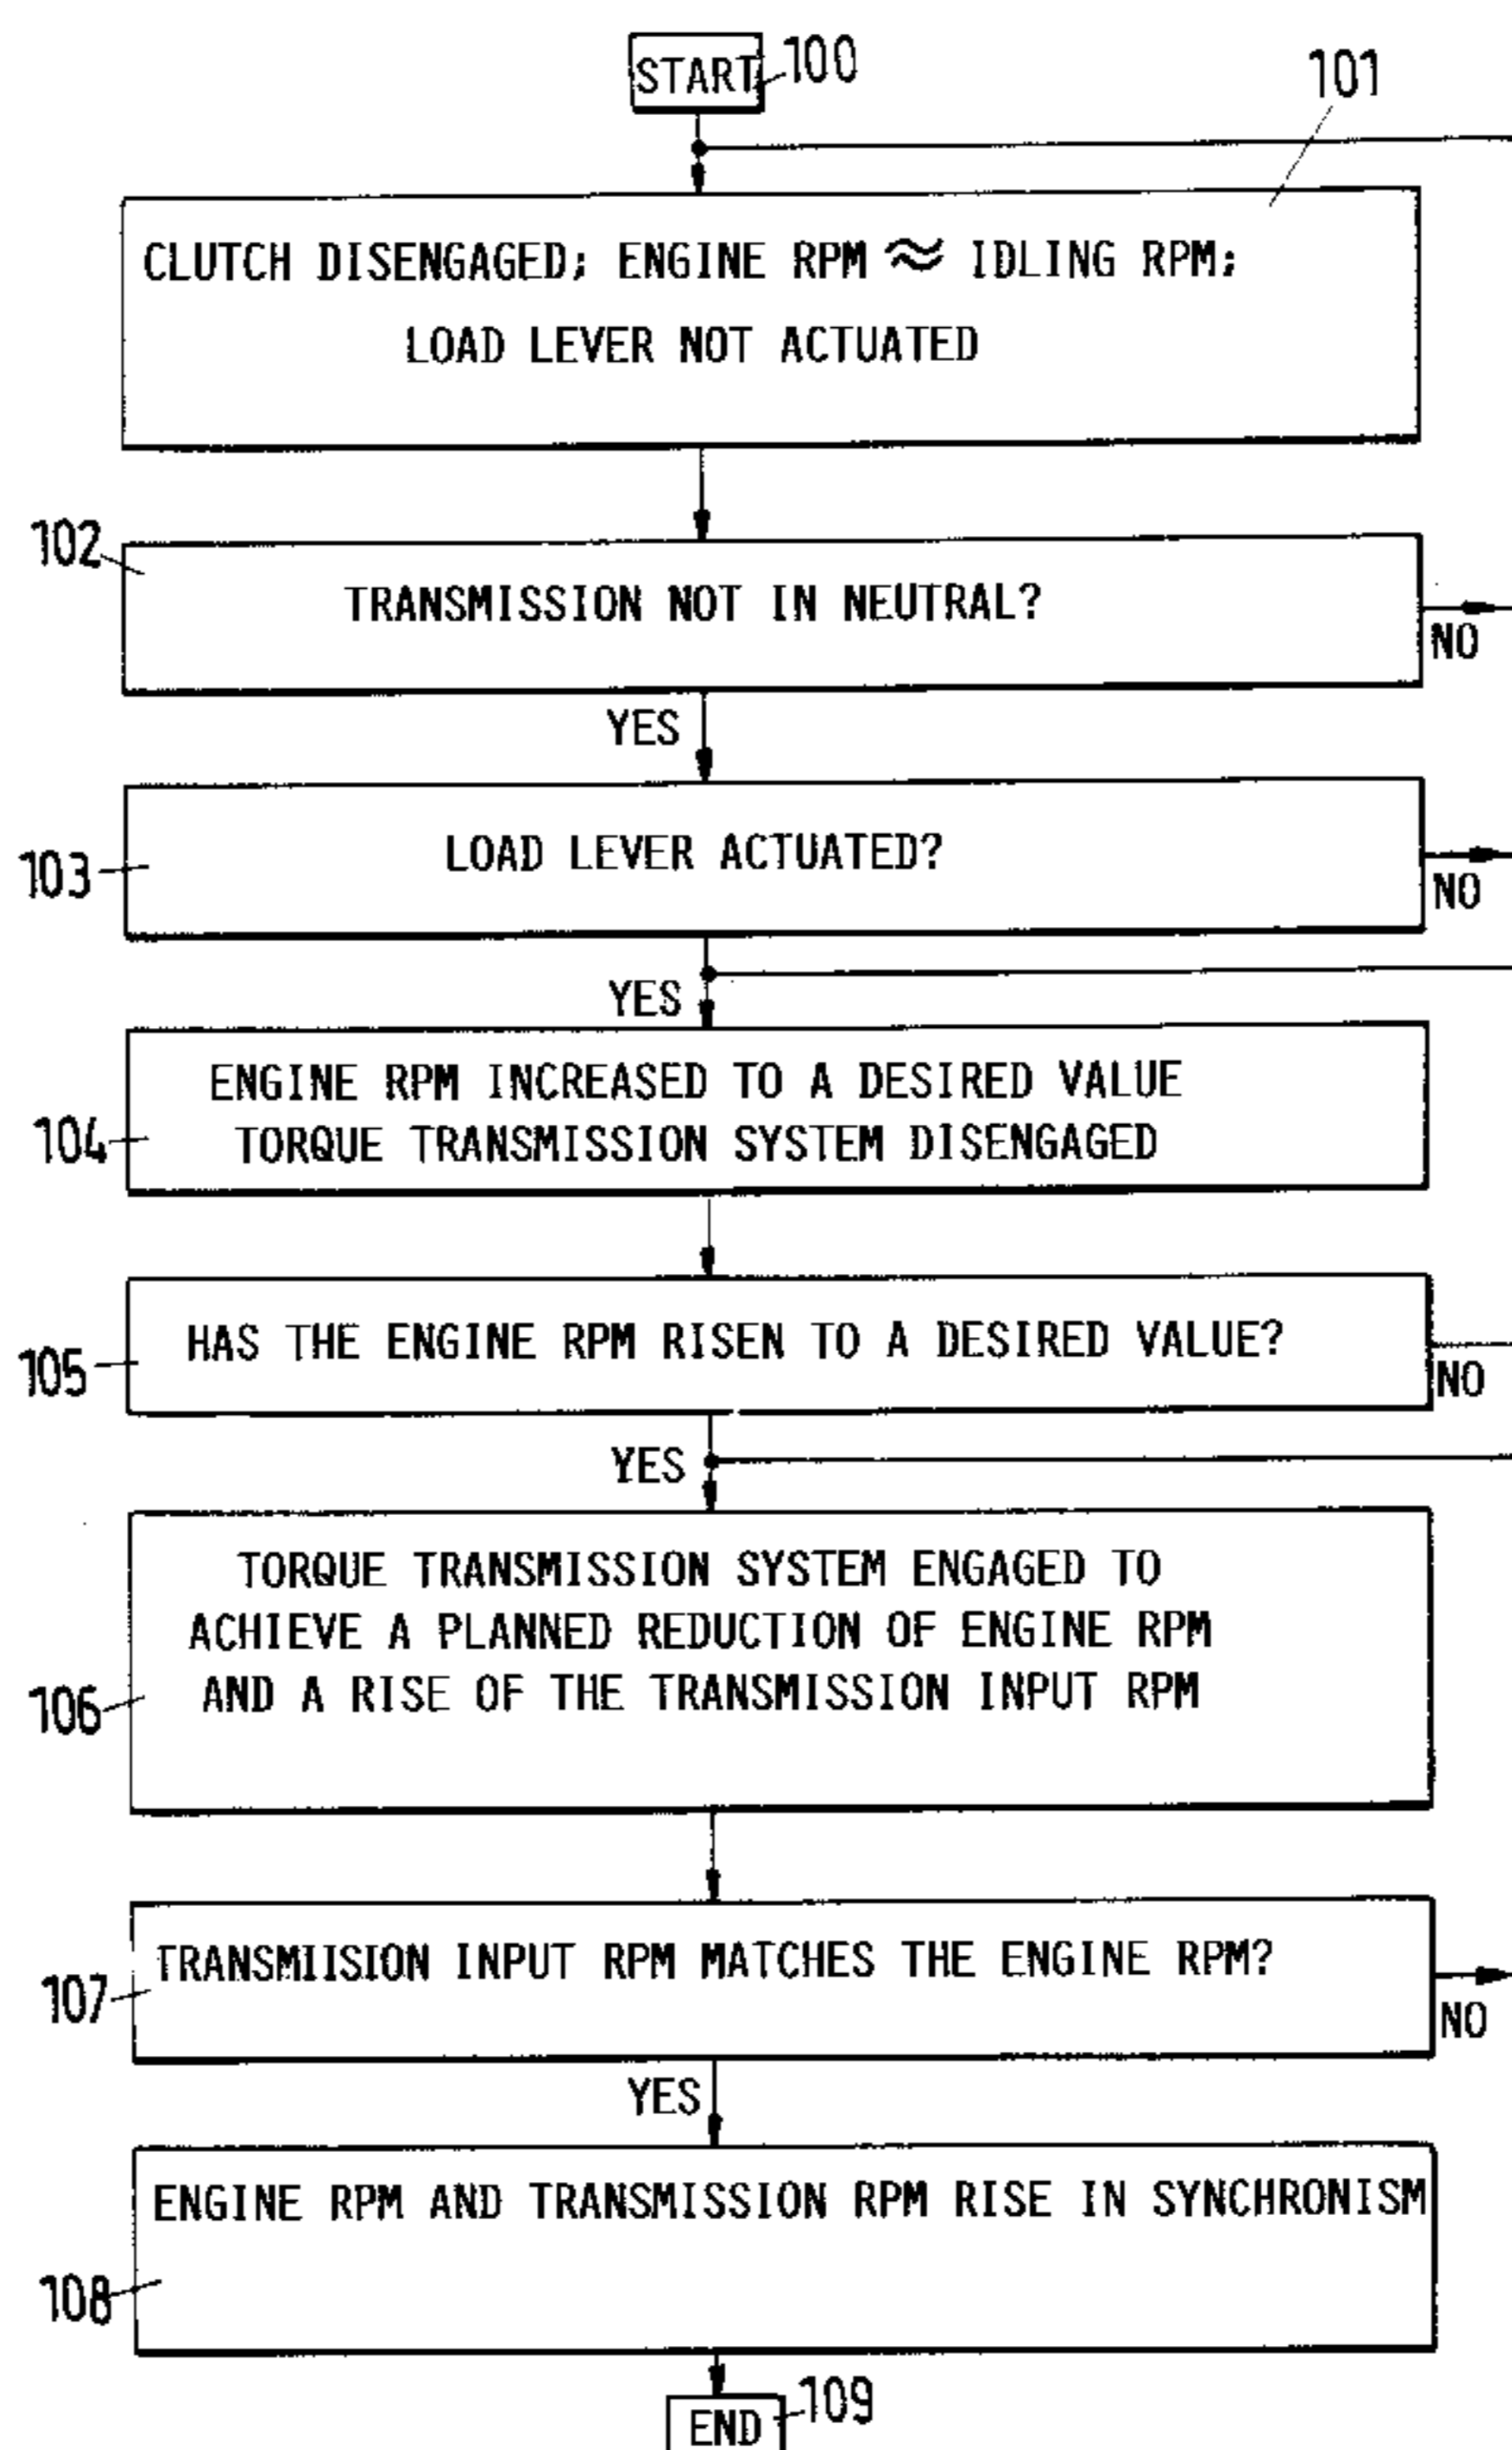 START 100
101
CLUTCH DISENGAGED; ENGINE RPM ≈ IDLING RPM;
LOAD LEVER NOT ACTUATED
102
TRANSMISSION NOT IN NEUTRAL?
NO
YES
103
LOAD LEVER ACTUATED?
NO
YES
104
ENGINE RPM INCREASED TO A DESIRED VALUE
TORQUE TRANSMISSION SYSTEM DISENGAGED
105
HAS THE ENGINE RPM RISEN TO A DESIRED VALUE?
NO
YES
106
TORQUE TRANSMISSION SYSTEM ENGAGED TO
ACHIEVE A PLANNED REDUCTION OF ENGINE RPM
AND A RISE OF THE TRANSMISSION INPUT RPM
107
TRANSMIISION INPUT RPM MATCHES THE ENGINE RPM?
NO
YES
108
ENGINE RPM AND TRANSMISSION RPM RISE IN SYNCHRONISM
END 109